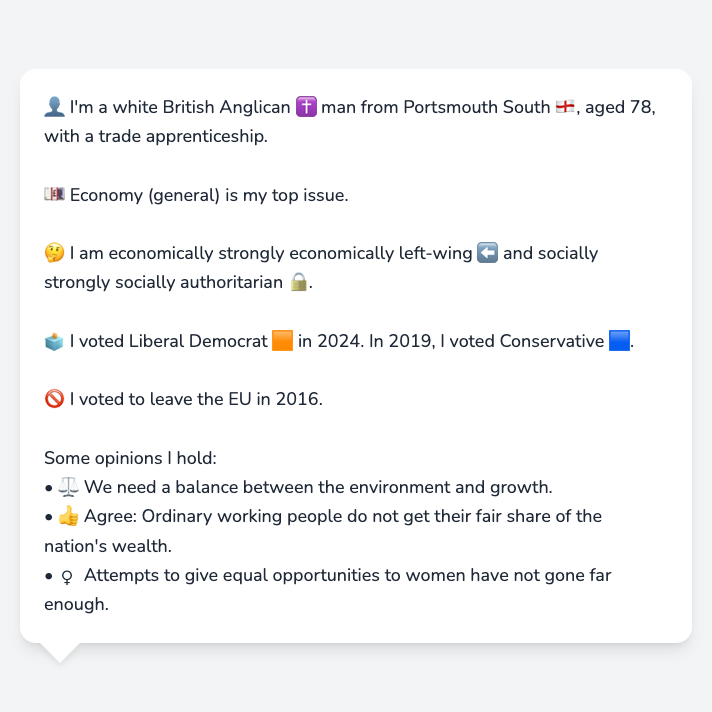 👤 I'm a white British Anglican ✝️ man from Portsmouth South 🏴󠁧󠁢󠁥󠁮󠁧󠁿, aged 78,
with a trade apprenticeship.
💷 Economy (general) is my top issue.
🤔 I am economically strongly economically left-wing ⬅️ and socially
strongly socially authoritarian 🔒.
🗳️ I voted Liberal Democrat 🟧 in 2024. In 2019, I voted Conservative 🟦.
🚫 I voted to leave the EU in 2016.
Some opinions I hold:
• ⚖️ We need a balance between the environment and growth.
• 👍 Agree: Ordinary working people do not get their fair share of the
nation's wealth.
• ♀ Attempts to give equal opportunities to women have not gone far
enough.